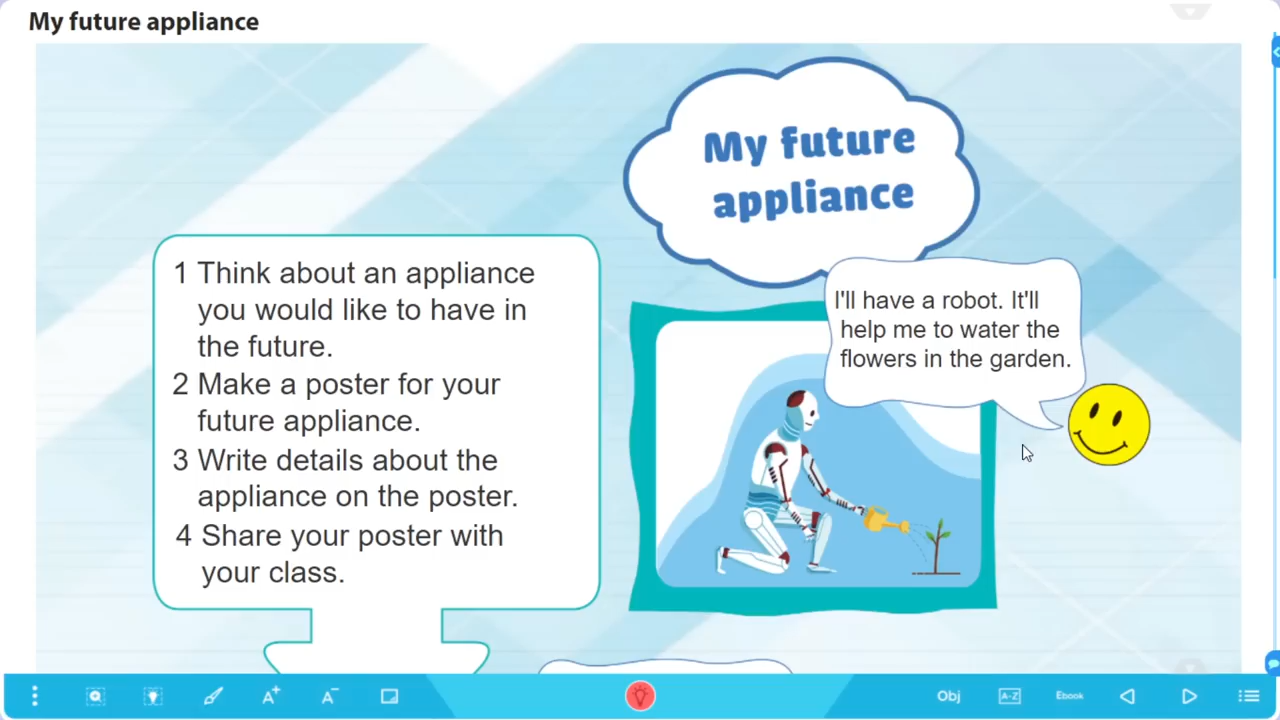 My future appliance
My future
appliance
1 Think about an appliance
you would like to have in
the future.
2 Make a poster for your
future appliance.
3 Write details about the
appliance on the poster.
4 Share your poster with
your class.
I'll have a robot. It'll
help me to water the
flowers in the garden.
A+
A-
Obj
A-Z
Ebook